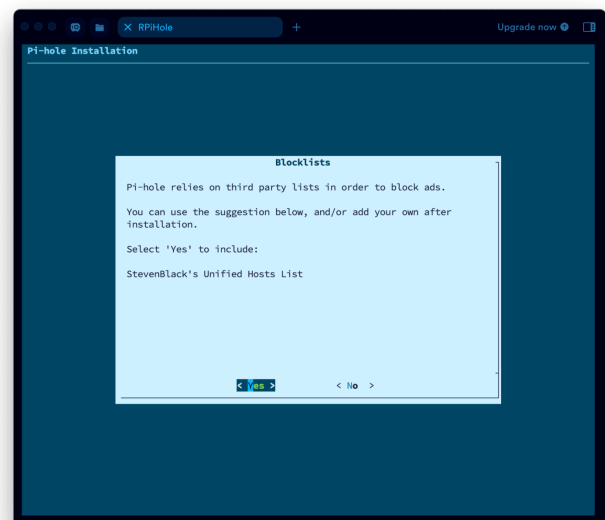 RPiHole
Upgrade now
Pi-hole Installation
Blocklists
Pi-hole relies on third party lists in order to block ads.
You can use the suggestion below, and/or add your own after
installation.
Select 'Yes' to include:
StevenBlack's Unified Hosts List
< Yes > < No >